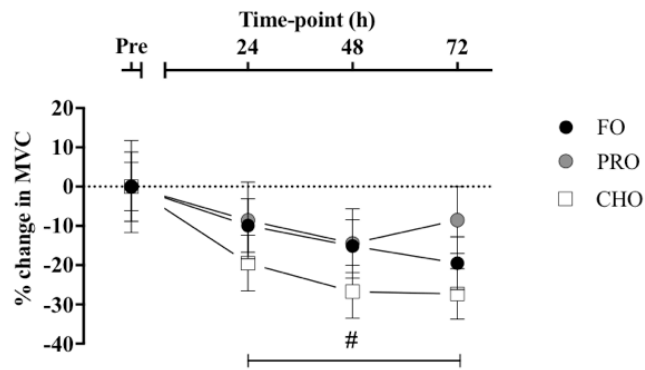 Time-point (h)
Pre 24 48 72
20
10
0
-10
-20
-30
-40
% change in MVC
FO
PRO
CHO
#